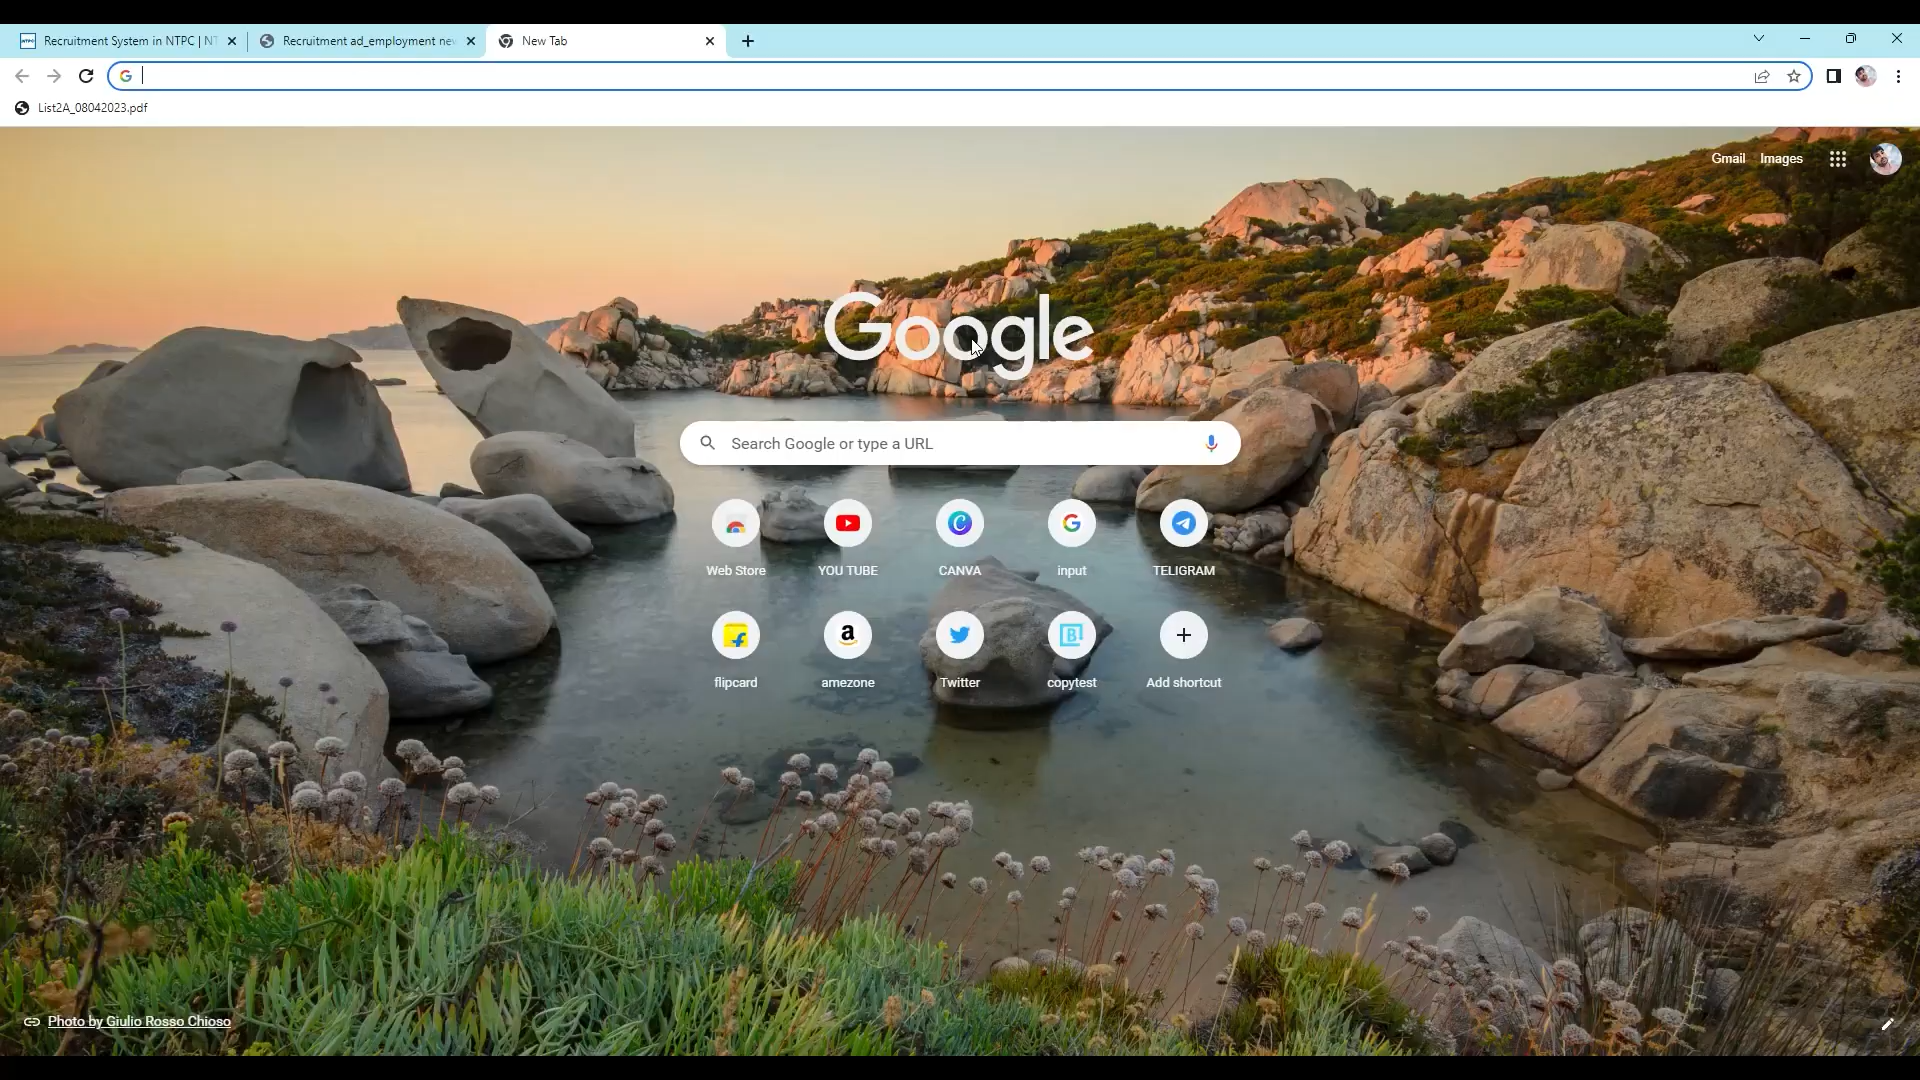 Recruitment System in NTPC | NT
Recruitment ad_employment nev
New Tab
List2A_08042023.pdf
Gmail Images
Google
Search Google or type a URL
Web Store YOU TUBE CANVA input TELIGRAM
flipcard amezone Twitter copytest Add shortcut
Photo by Giulio Rosso Chioso